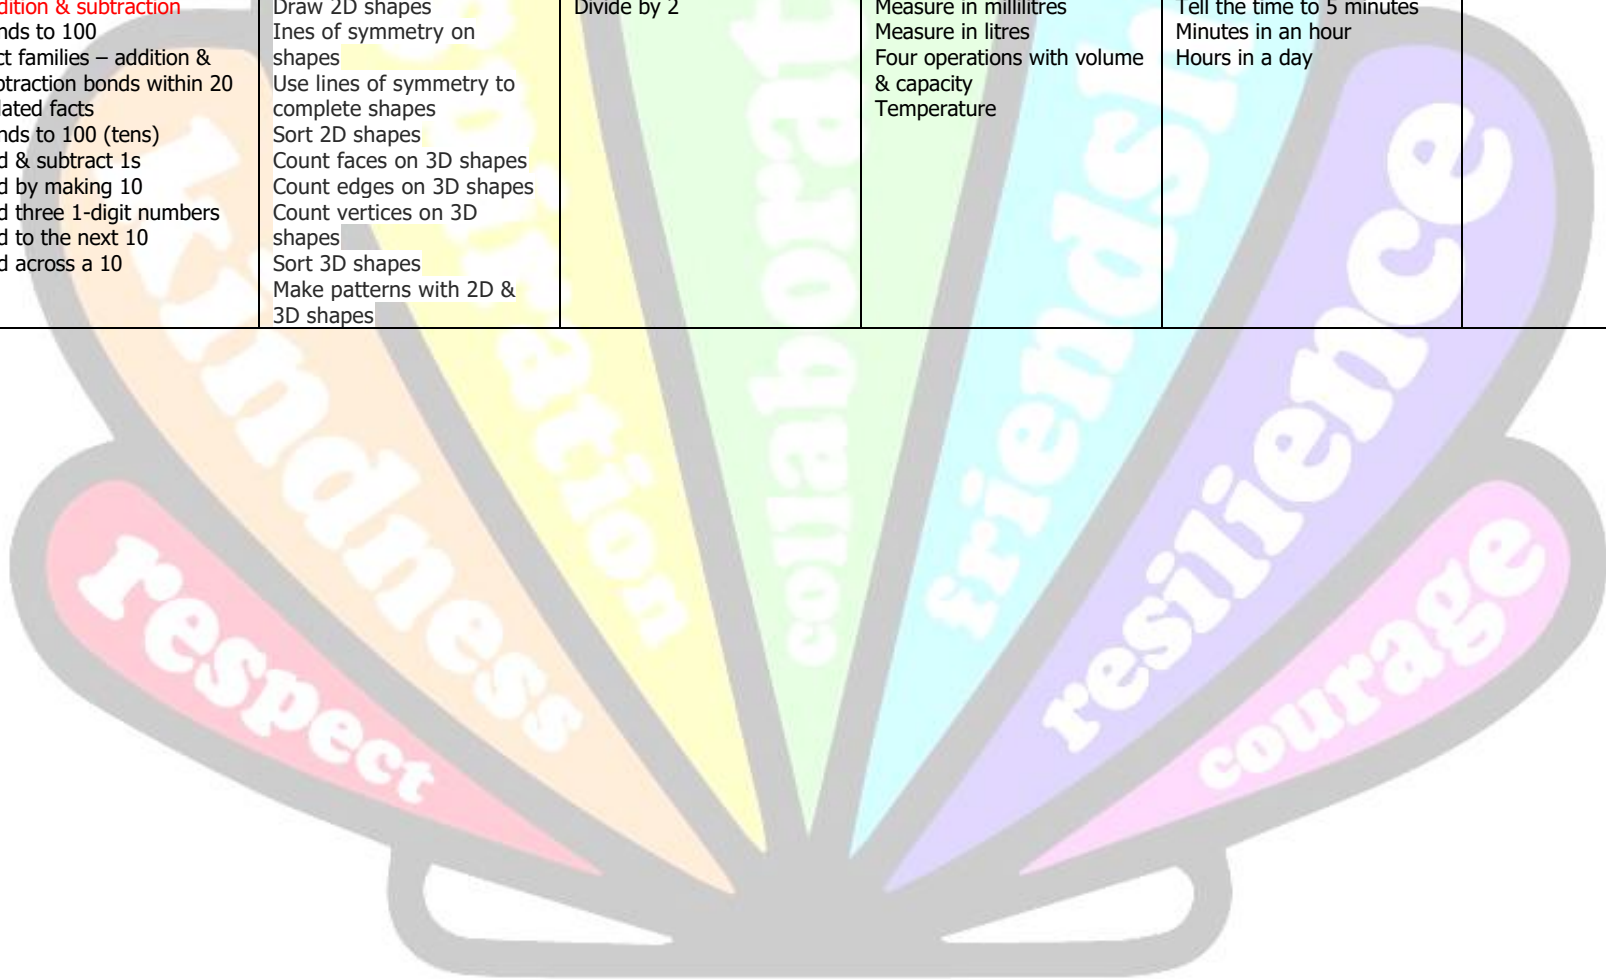 dition & subtraction
nds to 100
ct families – addition &
btraction bonds within 20
lated facts
nds to 100 (tens)
d & subtract 1s
d by making 10
d three 1-digit numbers
d to the next 10
d across a 10
Draw 2D shapes
Ines of symmetry on
shapes
Use lines of symmetry to
complete shapes
Sort 2D shapes
Count faces on 3D shapes
Count edges on 3D shapes
Count vertices on 3D
shapes
Sort 3D shapes
Make patterns with 2D &
3D shapes
Divide by 2
Measure in millilitres
Measure in litres
Four operations with volume
& capacity
Temperature
Tell the time to 5 minutes
Minutes in an hour
Hours in a day
respect
kindness
ration
collaborat
friendsh
resilience
courage